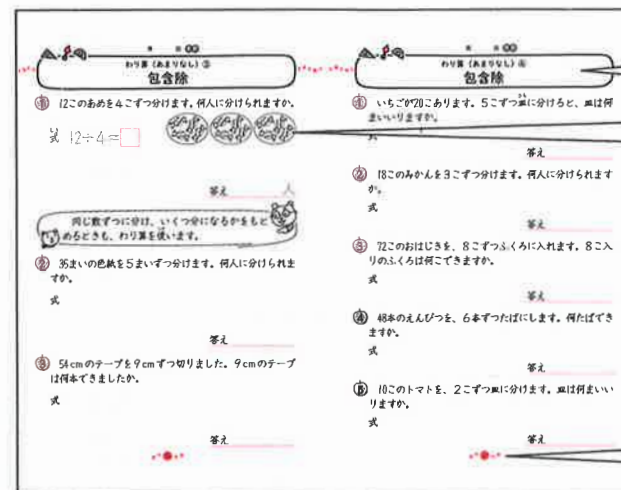 月 日
わり算 (あまりなし) ③
包含除
① 12このあめを4こずつ分けます。何人に分けられますか。
式 12÷4=
答え 人
同じ数ずつに分け、いくつ分になるかをもと
めるときも、わり算を使います。
② 35まいの色紙を5まいずつ分けます。何人に分けられま
すか。
式
答え
③ 54cmのテープを9cmずつ切りました。9cmのテープ
は何本できましたか。
式
答え
月 日
わり算 (あまりなし) ④
包含除
① いちごが20こあります。5こずつ皿に分けると、皿は何
まいいりますか。
答え
② 18このみかんを3こずつ分けます。何人に分けられます
か。
式
答え
③ 72このおはじきを、8こずつふくろに入れます。8こ入
りのふくろは何こできますか。
式
答え
④ 48本のえんぴつを、6本ずつたばにします。何たばでき
ますか。
式
答え
⑤ 10このトマトを、2こずつ皿に分けます。皿は何まいい
りますか。
式
答え